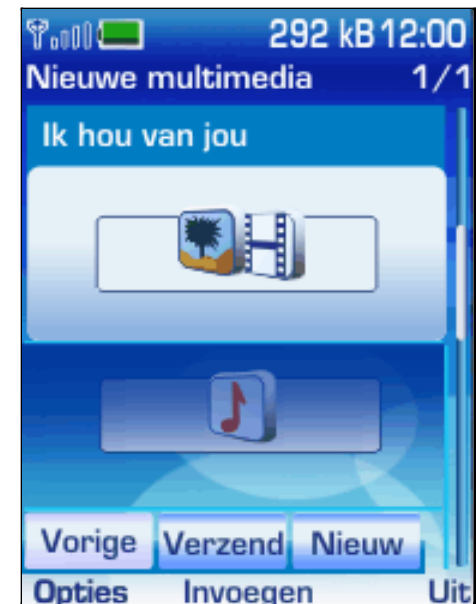 292 kB 12:00
Nieuwe multimedia 1/1
Ik hou van jou
Vorige Verzend Nieuw
Opties Invoegen Uit